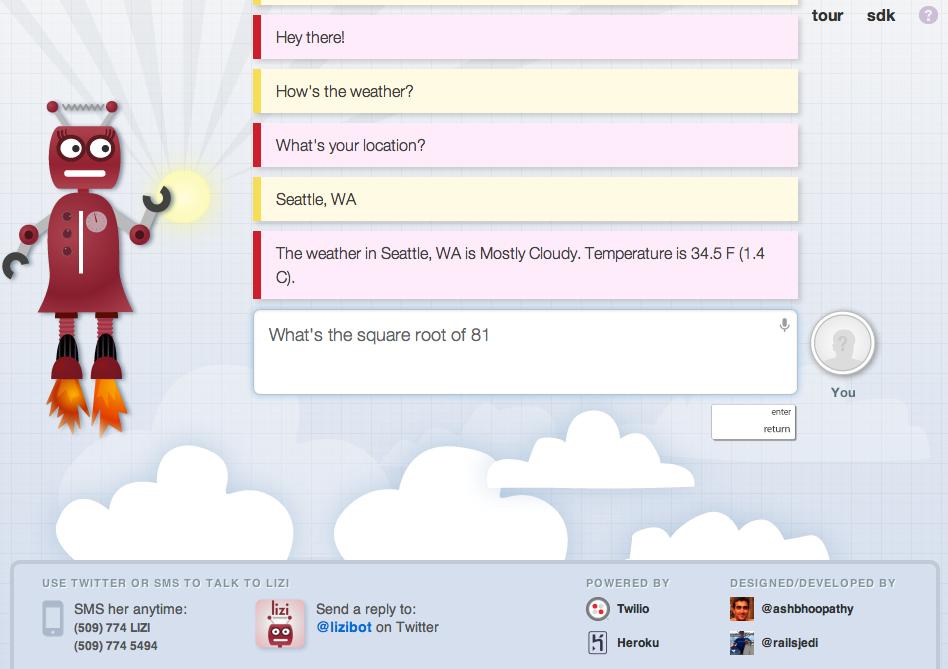 tour sdk ?
Hey there!
How's the weather?
What's your location?
Seattle, WA
The weather in Seattle, WA is Mostly Cloudy. Temperature is 34.5 F (1.4
C).
What's the square root of 81
?
You
enter
return
USE TWITTER OR SMS TO TALK TO LIZI
SMS her anytime:
(509) 774 LIZI
(509) 774 5494
lizi
Send a reply to:
@lizibot on Twitter
POWERED BY
Twilio
Heroku
DESIGNED/DEVELOPED BY
@ashbhoopathy
@railsjedi